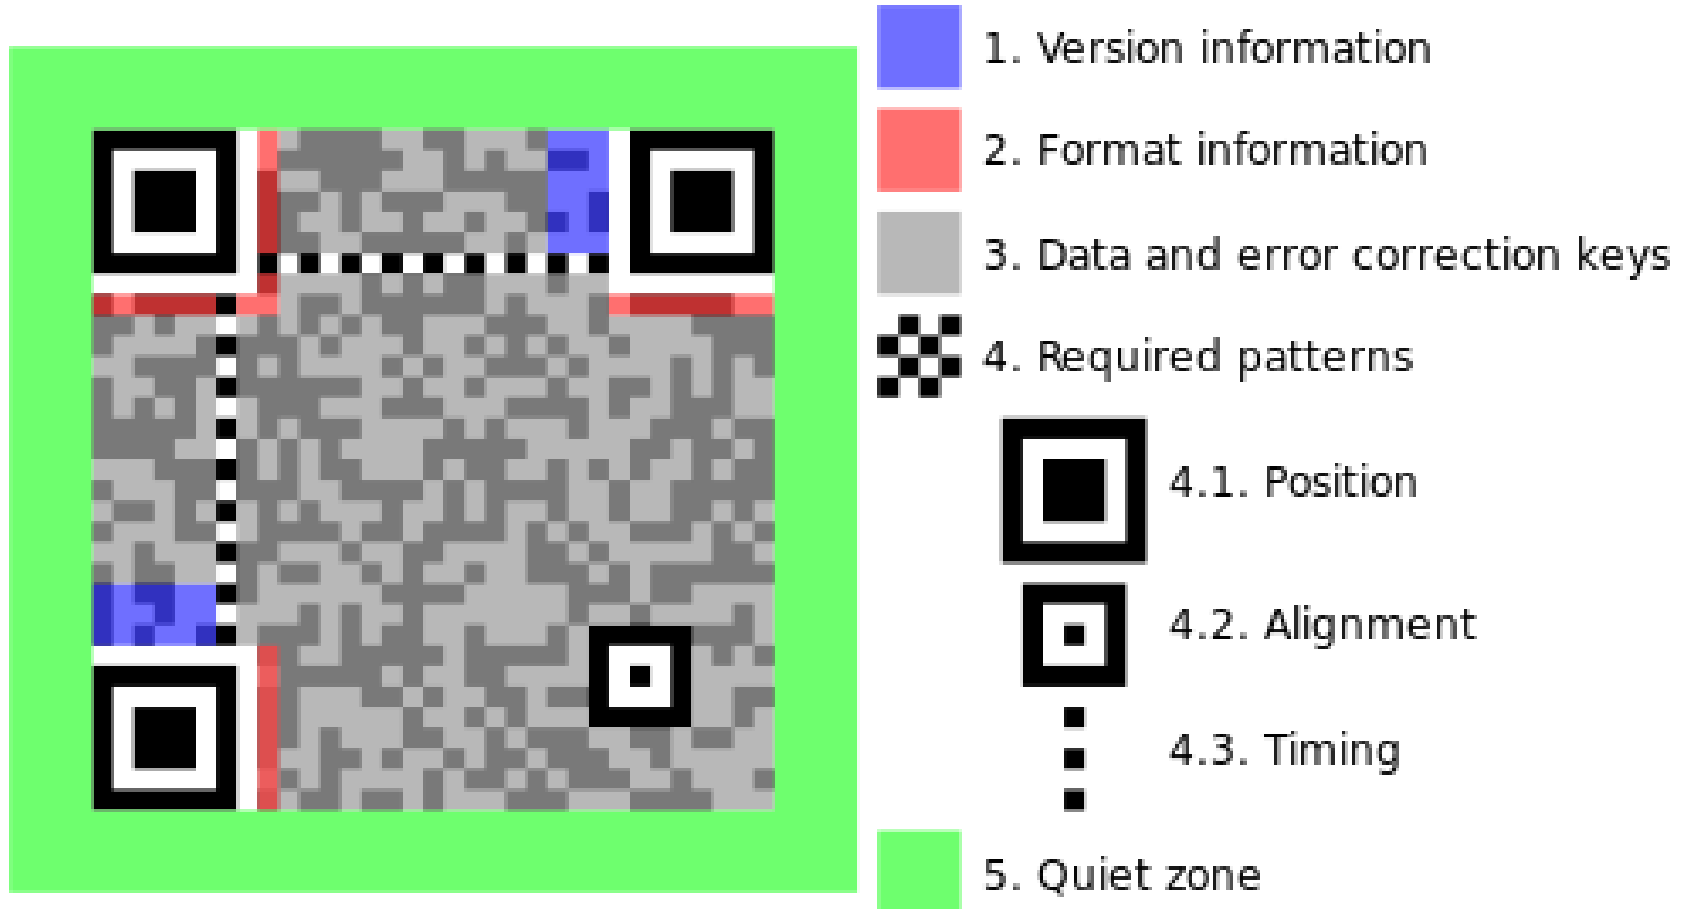 1. Version information
2. Format information
3. Data and error correction keys
4. Required patterns
4.1. Position
4.2. Alignment
4.3. Timing
5. Quiet zone